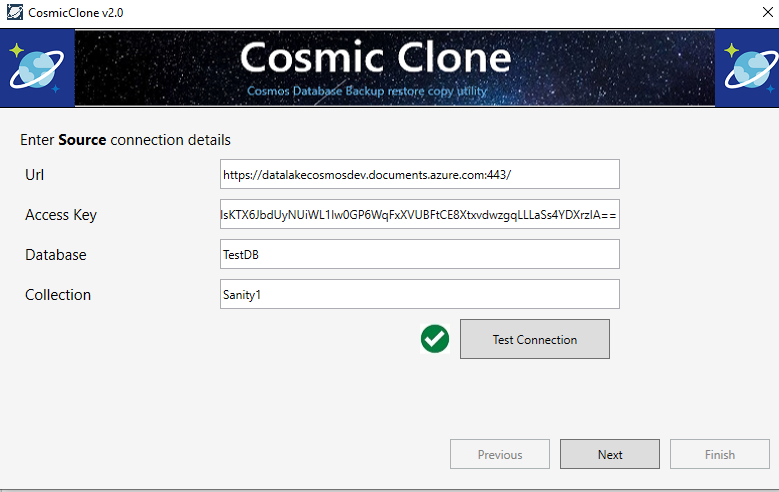 CosmicClone v2.0
Cosmic Clone
Cosmos Database Backup restore copy utility
Enter Source connection details
Url
https://datalakecosmosdev.documents.azure.com:443/
Access Key
lsKTX6JbdUyNUiWL1Iw0GP6WqFxXVUBFtCE8XtxvdwzgqLLLaSs4YDXrzlA==
Database
TestDB
Collection
Sanity1
Test Connection
Previous
Next
Finish